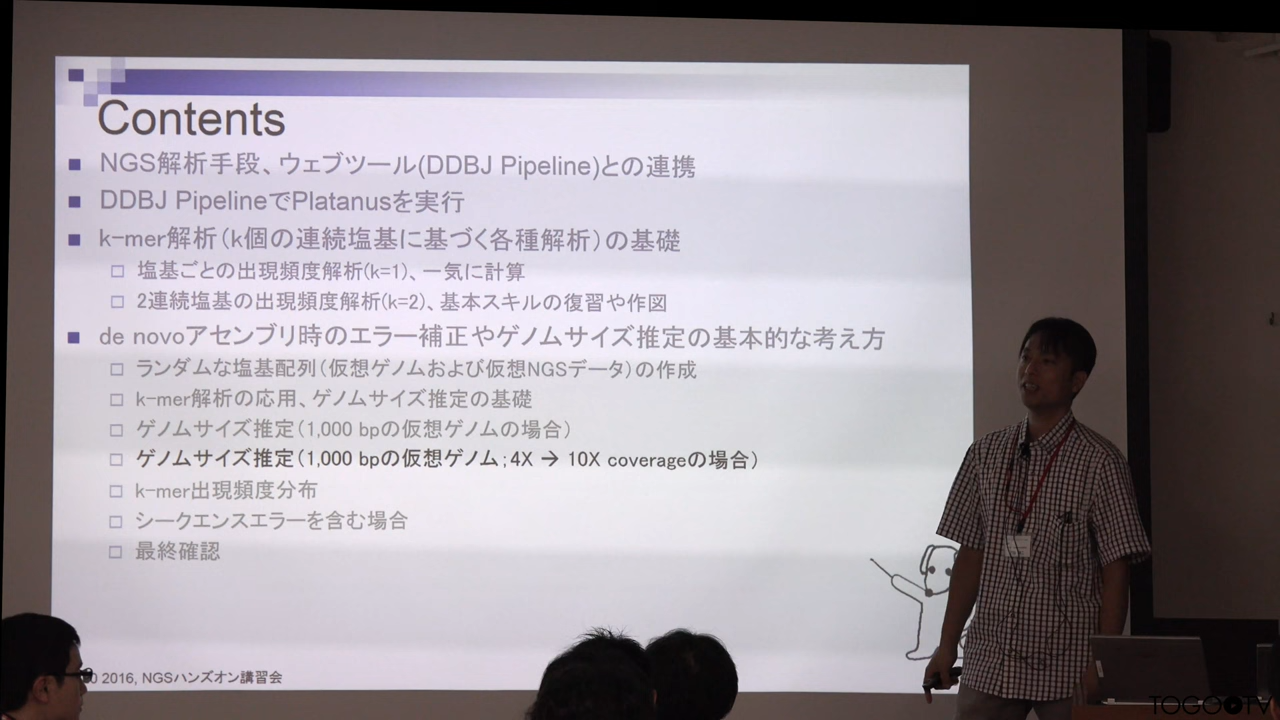 Contents
NGS解析手段、ウェブツール(DDBJ Pipeline)との連携
DDBJ PipelineでPlatanusを実行
k-mer解析(k個の連続塩基に基づく各種解析)の基礎
塩基ごとの出現頻度解析(k=1)、一気に計算
2連続塩基の出現頻度解析(k=2)、基本スキルの復習や作図
de novoアセンブリ時のエラー補正やゲノムサイズ推定の基本的な考え方
ランダムな塩基配列(仮想ゲノムおよび仮想NGSデータ)の作成
k-mer解析の応用、ゲノムサイズ推定の基礎
ゲノムサイズ推定(1,000 bpの仮想ゲノムの場合)
ゲノムサイズ推定(1,000 bpの仮想ゲノム;4X → 10X coverageの場合)
k-mer出現頻度分布
シークエンスエラーを含む場合
最終確認
2016, NGSハンズオン講習会
TOGOTV